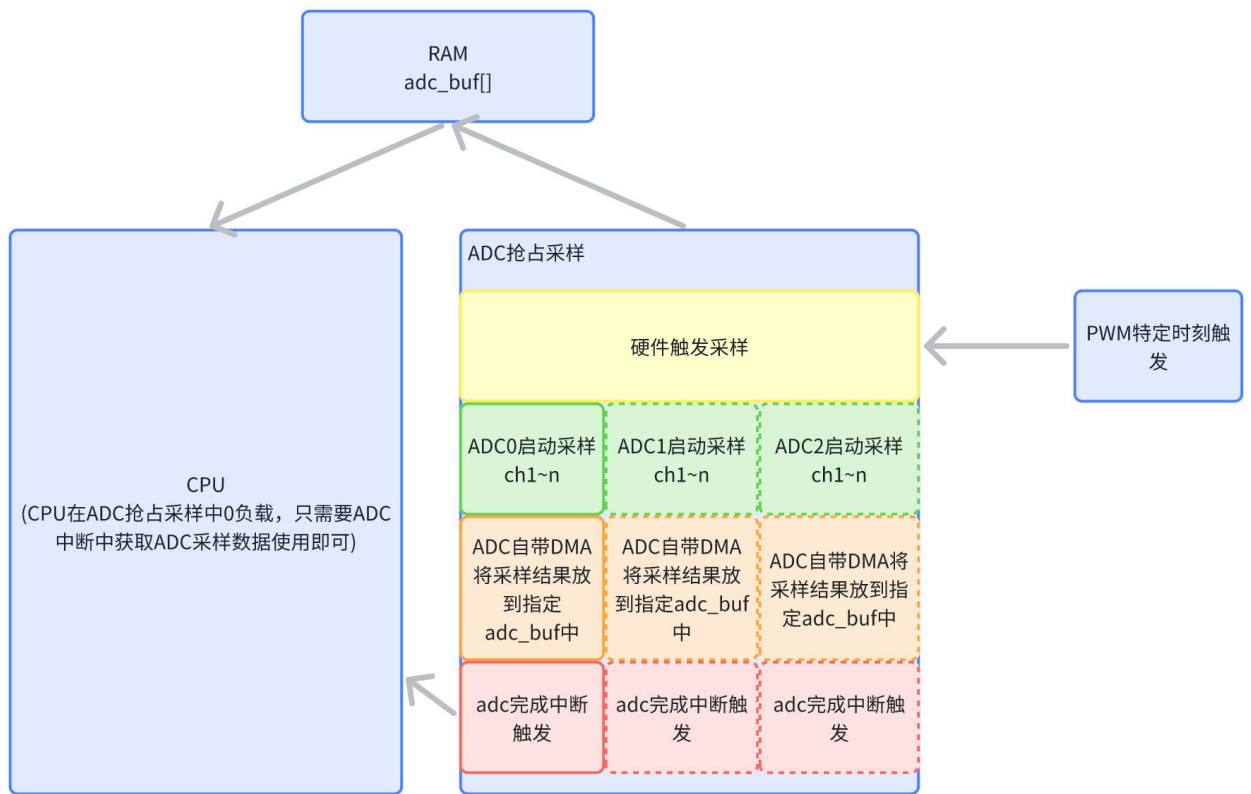 RAM
adc_buf[]
ADC抢占采样
硬件触发采样
PWM特定时刻触
发
ADC0启动采样
ch1~n
ADC1启动采样
ch1~n
ADC2启动采样
ch1~n
CPU
(CPU在ADC抢占采样中0负载，只需要ADC
中断中获取ADC采样数据使用即可)
ADC自带DMA
将采样结果放
到指定
adc_buf中
ADC自带DMA
将采样结果放
到指定adc_buf
中
ADC自带DMA将
采样结果放到指
定adc_buf中
adc完成中断
触发
adc完成中断触
发
adc完成中断触
发